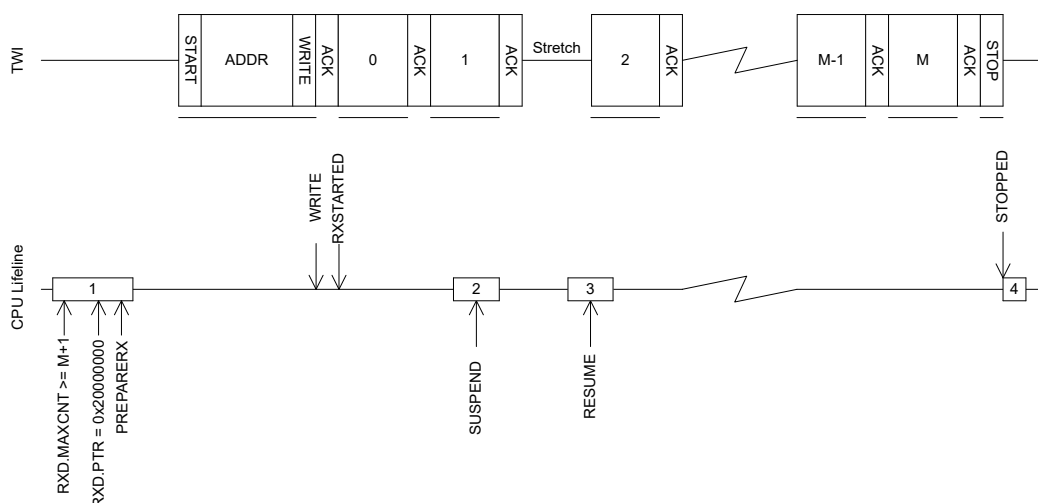 TWI
START
ADDR
WRITE
ACK
0
ACK
1
ACK
Stretch
2
ACK
M-1
ACK
M
ACK
STOP
WRITE
RXSTARTED
STOPPED
CPU Lifeline
1
2
3
4
RXD.MAXCNT >= M+1
RXD.PTR = 0x20000000
PREPARERX
SUSPEND
RESUME